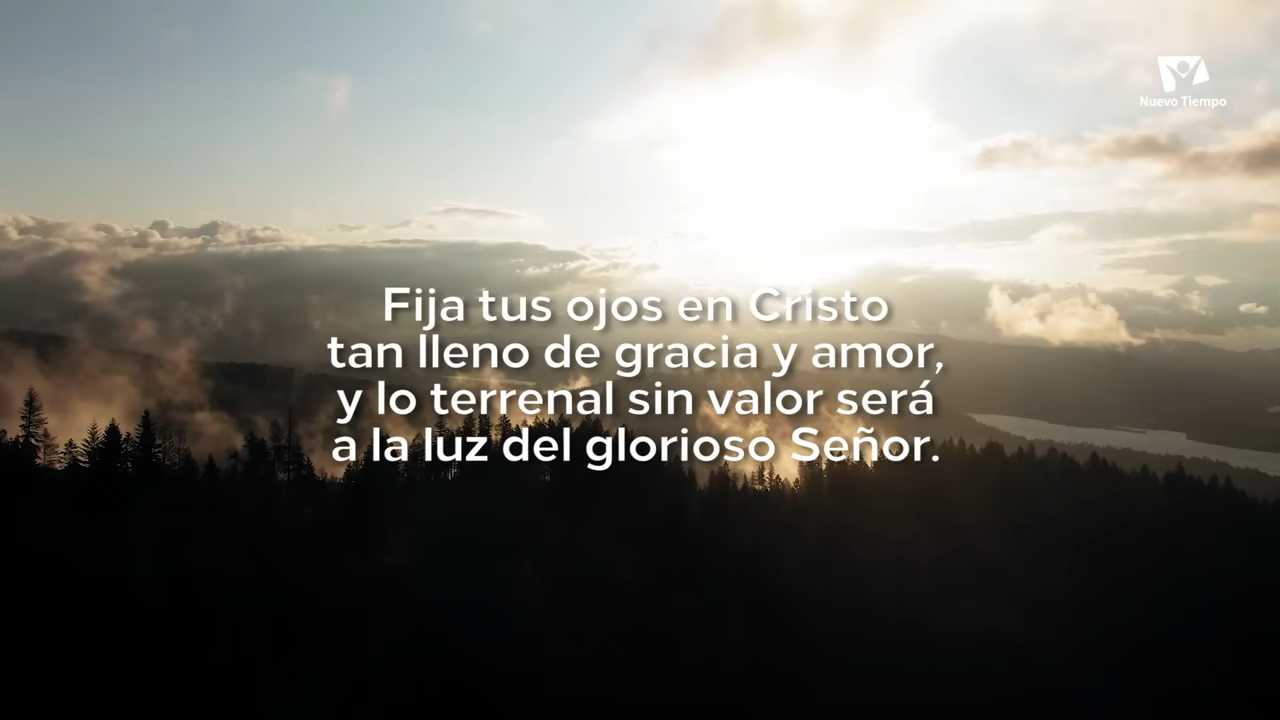 Nuevo Tiempo
Fija tus ojos en Cristo
tan lleno de gracia y amor,
y lo terrenal sin valor será
a la luz del glorioso Señor.